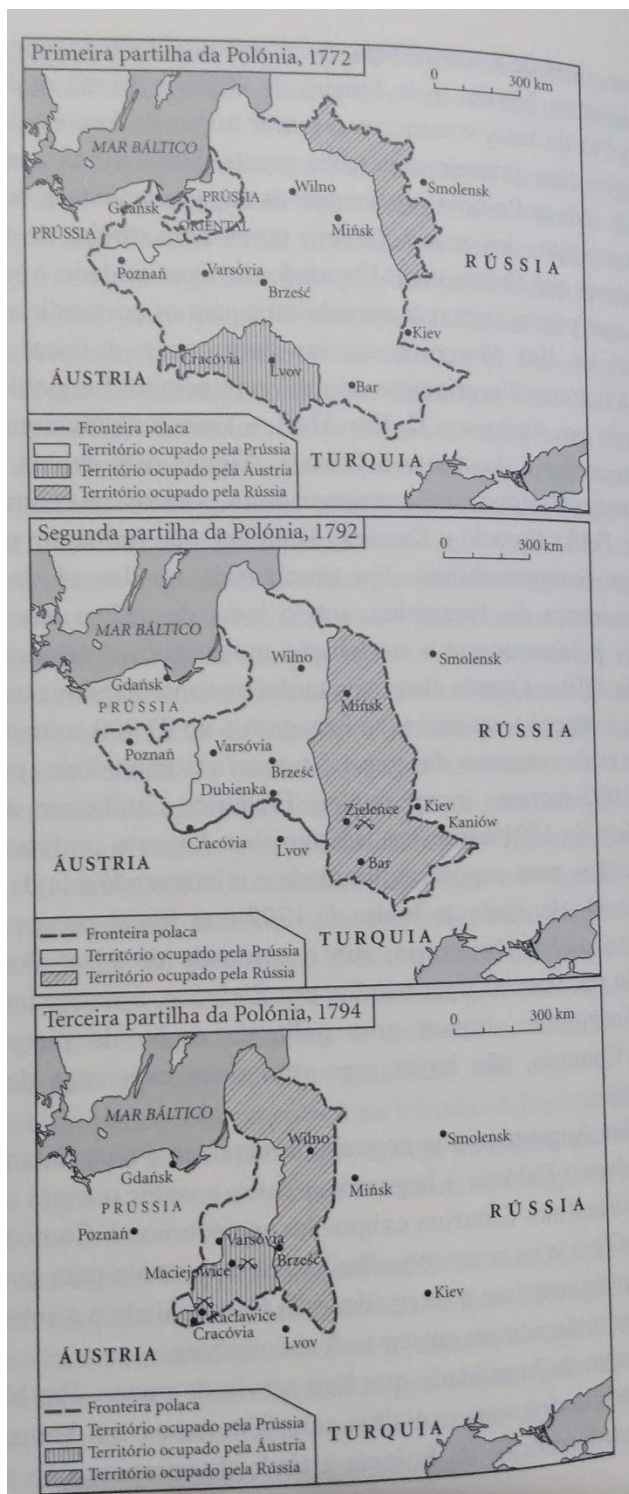 Primeira partilha da Polónia, 1772
0 300 km
MAR BÁLTICO
Wilno
Smolensk
Gdańsk
PRÚSSIA
ORIENTAL
Mińsk
PRÚSSIA
RÚSSIA
Poznań
Varsóvia
Brześć
Kiev
Cracóvia
Lvov
ÁUSTRIA
Bar
Fronteira polaca
Território ocupado pela Prússia
TURQUIA
Território ocupado pela Áustria
Território ocupado pela Rússia
Segunda partilha da Polónia, 1792
0 300 km
MAR BÁLTICO
Wilno
Smolensk
Gdańsk
Mińsk
PRÚSSIA
RÚSSIA
Poznań
Varsóvia
Brześć
Dubienka
Zieleńce
Kiev
Kaniów
Cracóvia
Lvov
Bar
ÁUSTRIA
TURQUIA
Fronteira polaca
Território ocupado pela Prússia
Território ocupado pela Rússia
Terceira partilha da Polónia, 1794
0 300 km
MAR BÁLTICO
Wilno
Smolensk
Gdańsk
Mińsk
PRÚSSIA
RÚSSIA
Poznań
Varsóvia
Brześć
Maciejowice
Kiev
Racławice
Cracóvia
Lvov
ÁUSTRIA
TURQUIA
Fronteira polaca
Território ocupado pela Prússia
Território ocupado pela Áustria
Território ocupado pela Rússia